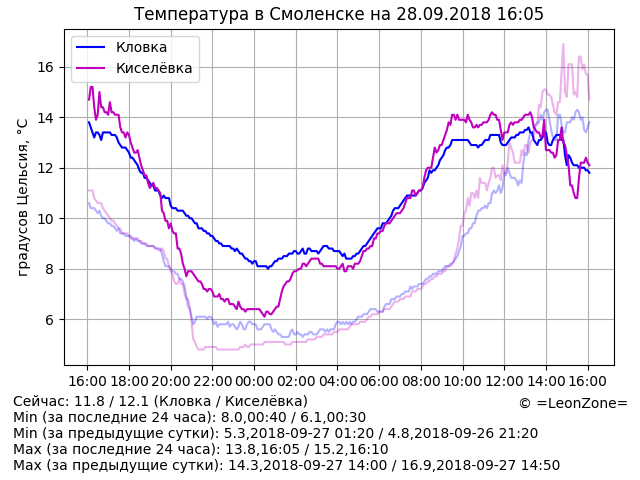 Температура в Смоленске на 28.09.2018 16:05
Кловка
Киселёвка
градусов Цельсия, °C
16
14
12
10
8
6
16:00 18:00 20:00 22:00 00:00 02:00 04:00 06:00 08:00 10:00 12:00 14:00 16:00
Сейчас: 11.8 / 12.1 (Кловка / Киселёвка)
© =LeonZone=
Min (за последние 24 часа): 8.0,00:40 / 6.1,00:30
Min (за предыдущие сутки): 5.3,2018-09-27 01:20 / 4.8,2018-09-26 21:20
Max (за последние 24 часа): 13.8,16:05 / 15.2,16:10
Max (за предыдущие сутки): 14.3,2018-09-27 14:00 / 16.9,2018-09-27 14:50